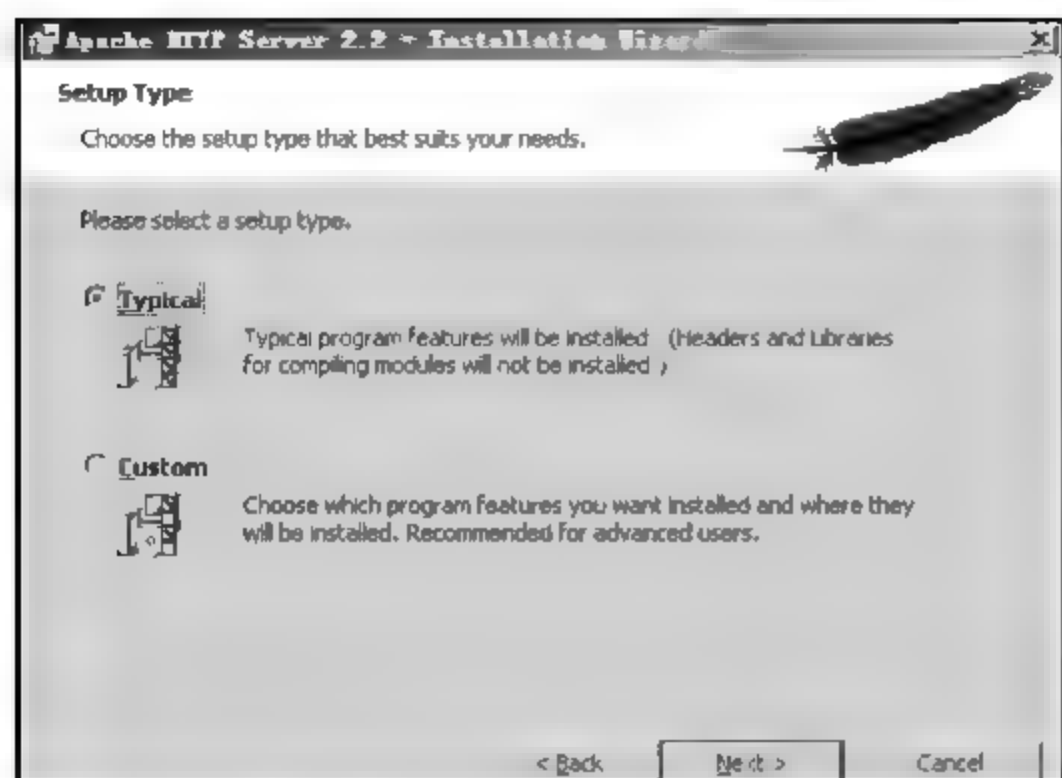 Apache HTTP Server 2.2 - Installation Wizard
Setup Type
Choose the setup type that best suits your needs.
Please select a setup type.
Typical
Typical program features will be installed (Headers and Libraries
for compiling modules will not be installed.)
Custom
Choose which program features you want installed and where they
will be installed. Recommended for advanced users.
< Back Next > Cancel